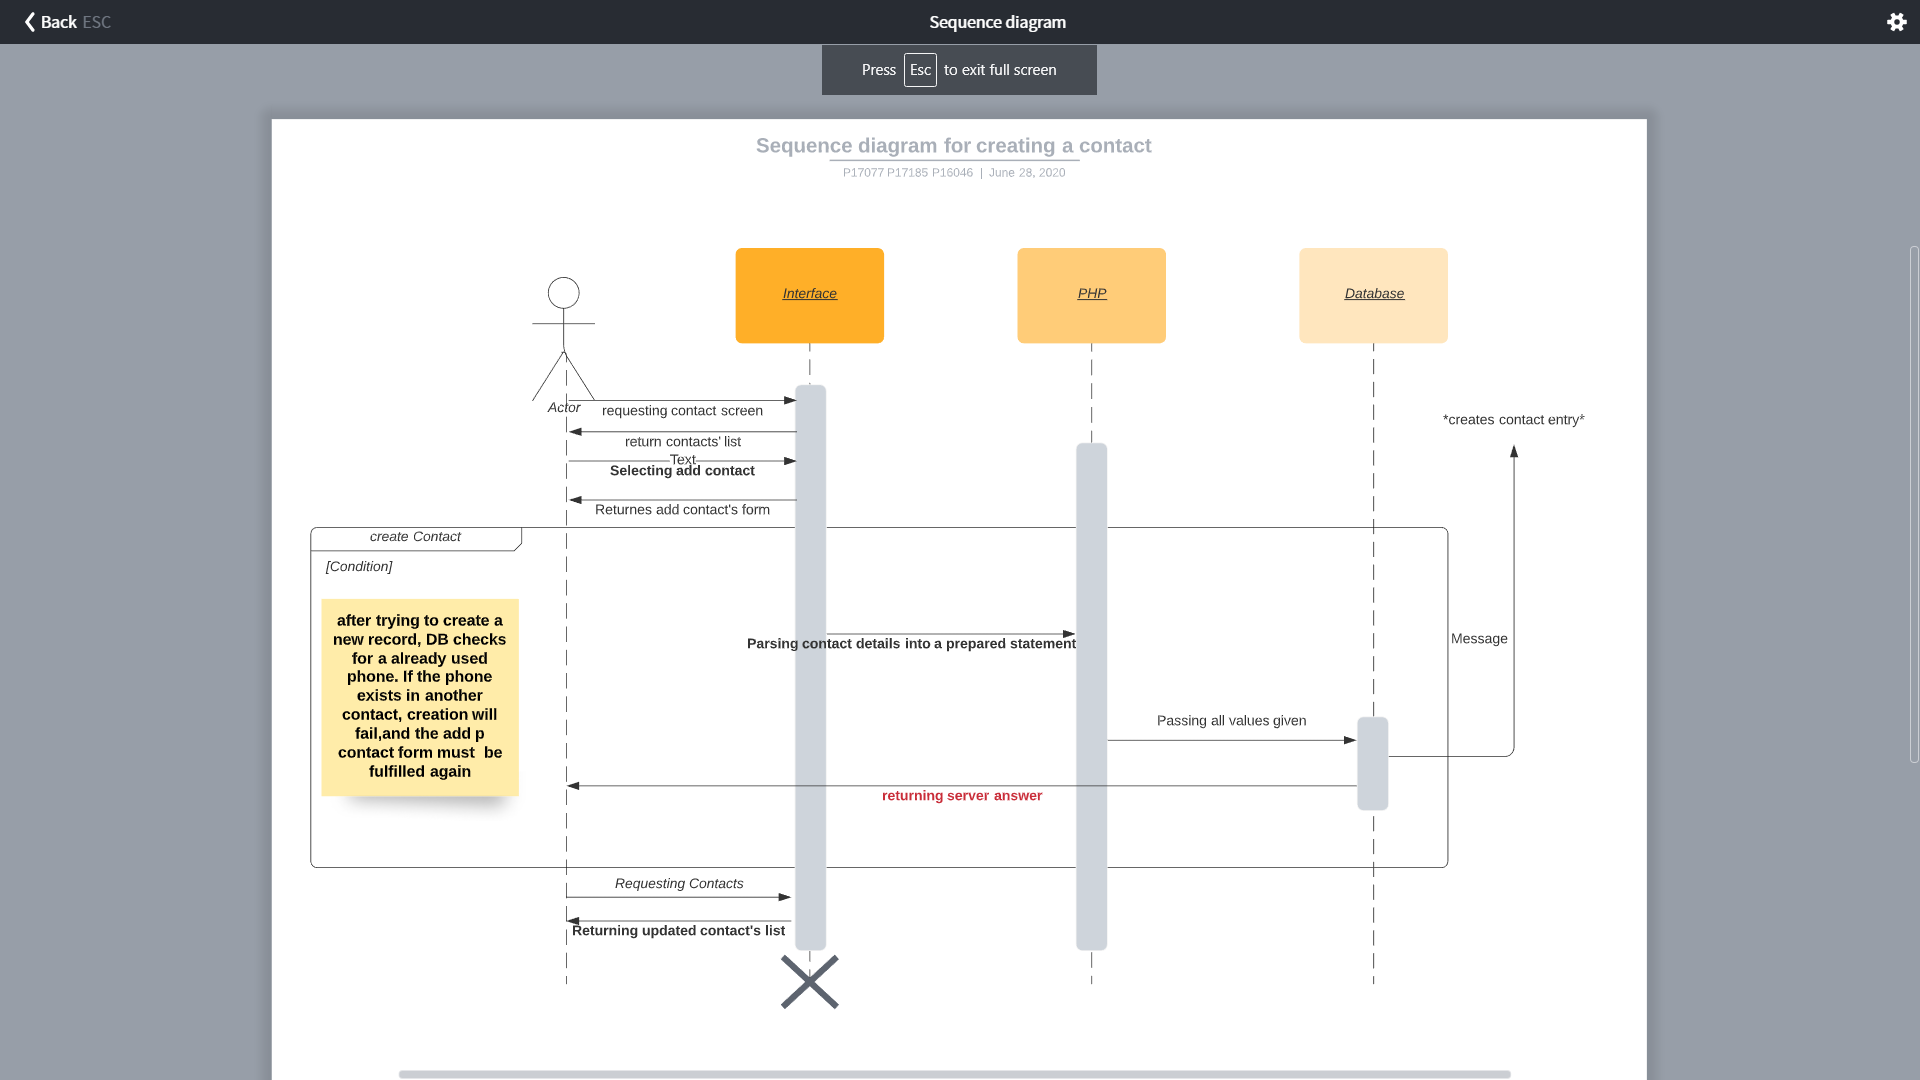 Back ESC
Sequence diagram
Press Esc to exit full screen
Sequence diagram for creating a contact
P17077 P17185 P16046 | June 28, 2020
Interface
PHP
Database
Actor
requesting contact screen
*creates contact entry*
return contacts' list
Text
Selecting add contact
Returnes add contact's form
create Contact
[Condition]
after trying to create a
new record, DB checks
for a already used
phone. If the phone
exists in another
contact, creation will
fail,and the add p
contact form must  be
fulfilled again
Parsing contact details into a prepared statement
Message
Passing all values given
returning server answer
Requesting Contacts
Returning updated contact's list